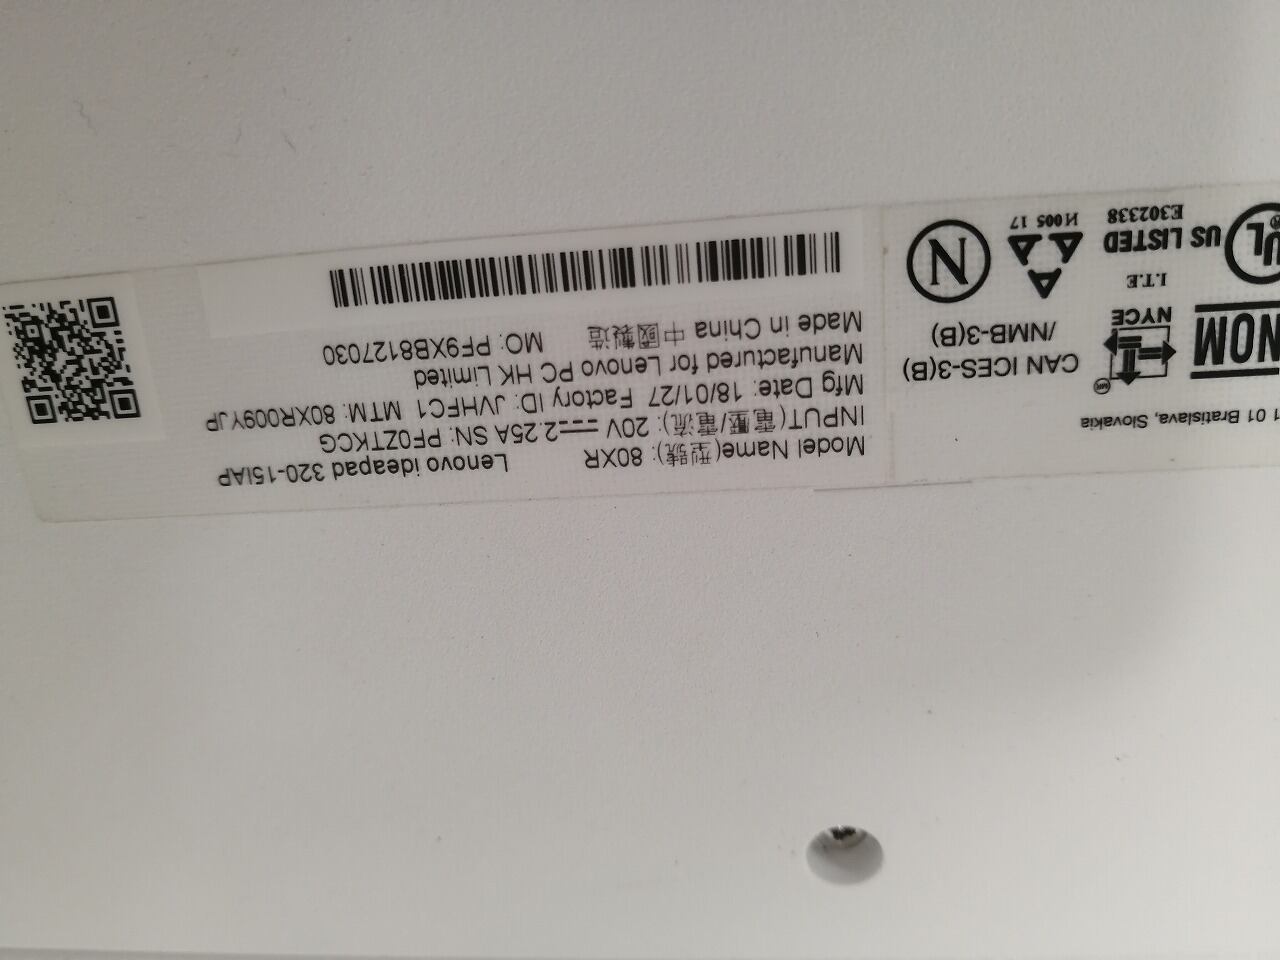 Model Name(型號): 80XR Lenovo ideapad 320-15IAP
INPUT(電壓/電流): 20V ⎓2.25A SN: PF0ZTKCG
Mfg Date: 18/01/27 Factory ID: JVHFC1 MTM: 80XR009YJP
Manufactured for Lenovo PC HK Limited
Made in China 中國製造 MO: PF9XB8127030
1 01 Bratislava, Slovakia
NOM
NYCE
CAN ICES-3(B)
/NMB-3(B)
UL
US LISTED
I.T.E
E302338
И005 17
N